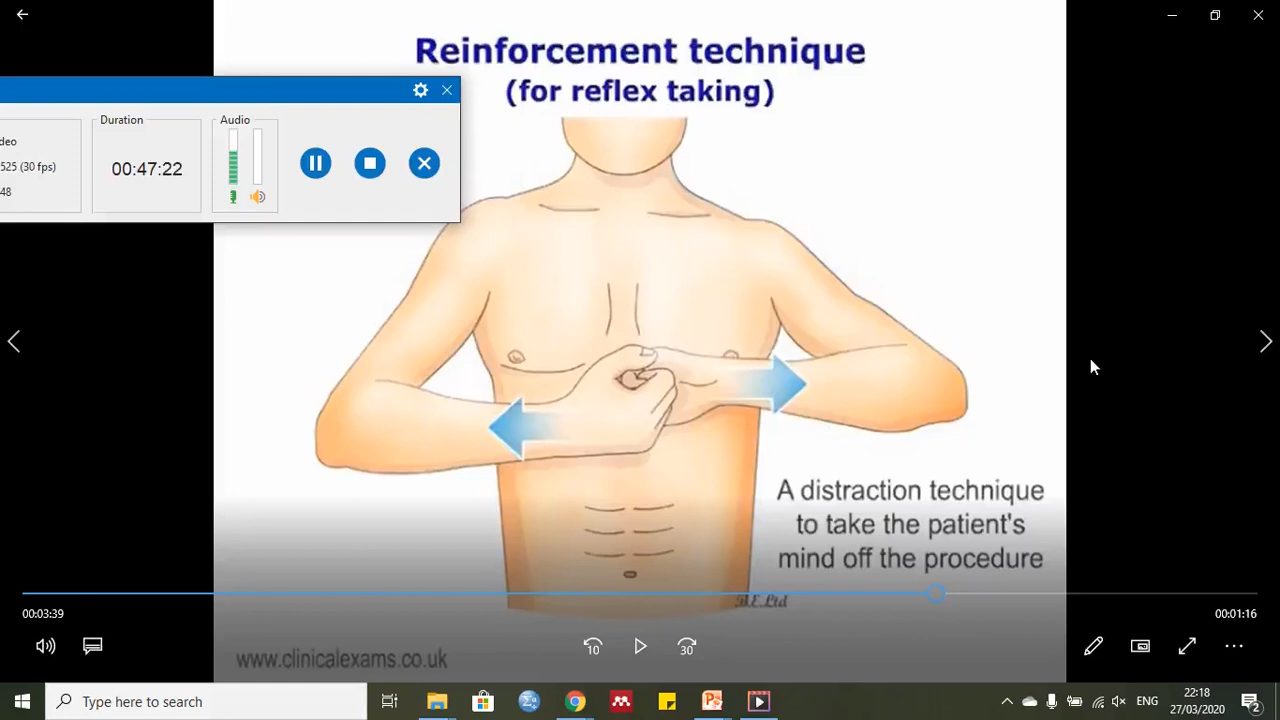 Reinforcement technique
(for reflex taking)
Duration
Audio
deo
525 (30 fps)
00:47:22
48
A distraction technique
to take the patient's
mind off the procedure
00:03:39
00:01:16
10
30
www.clinicalexams.co.uk
Type here to search
ENG
22:18
27/03/2020
2